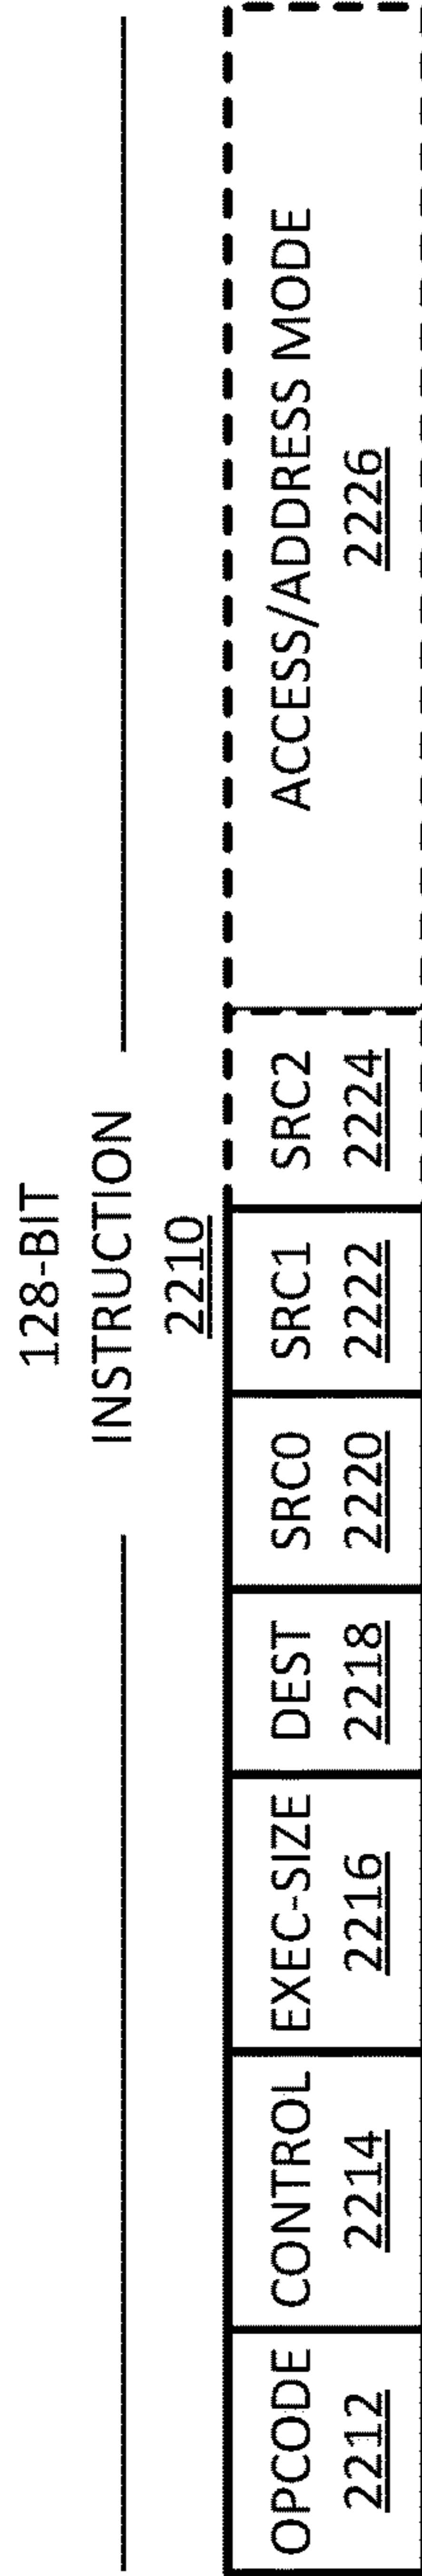 128-BIT
INSTRUCTION
2210
OPCODE
2212
CONTROL
2214
EXEC-SIZE
2216
DEST
2218
SRC0
2220
SRC1
2222
SRC2
2224
ACCESS/ADDRESS MODE
2226